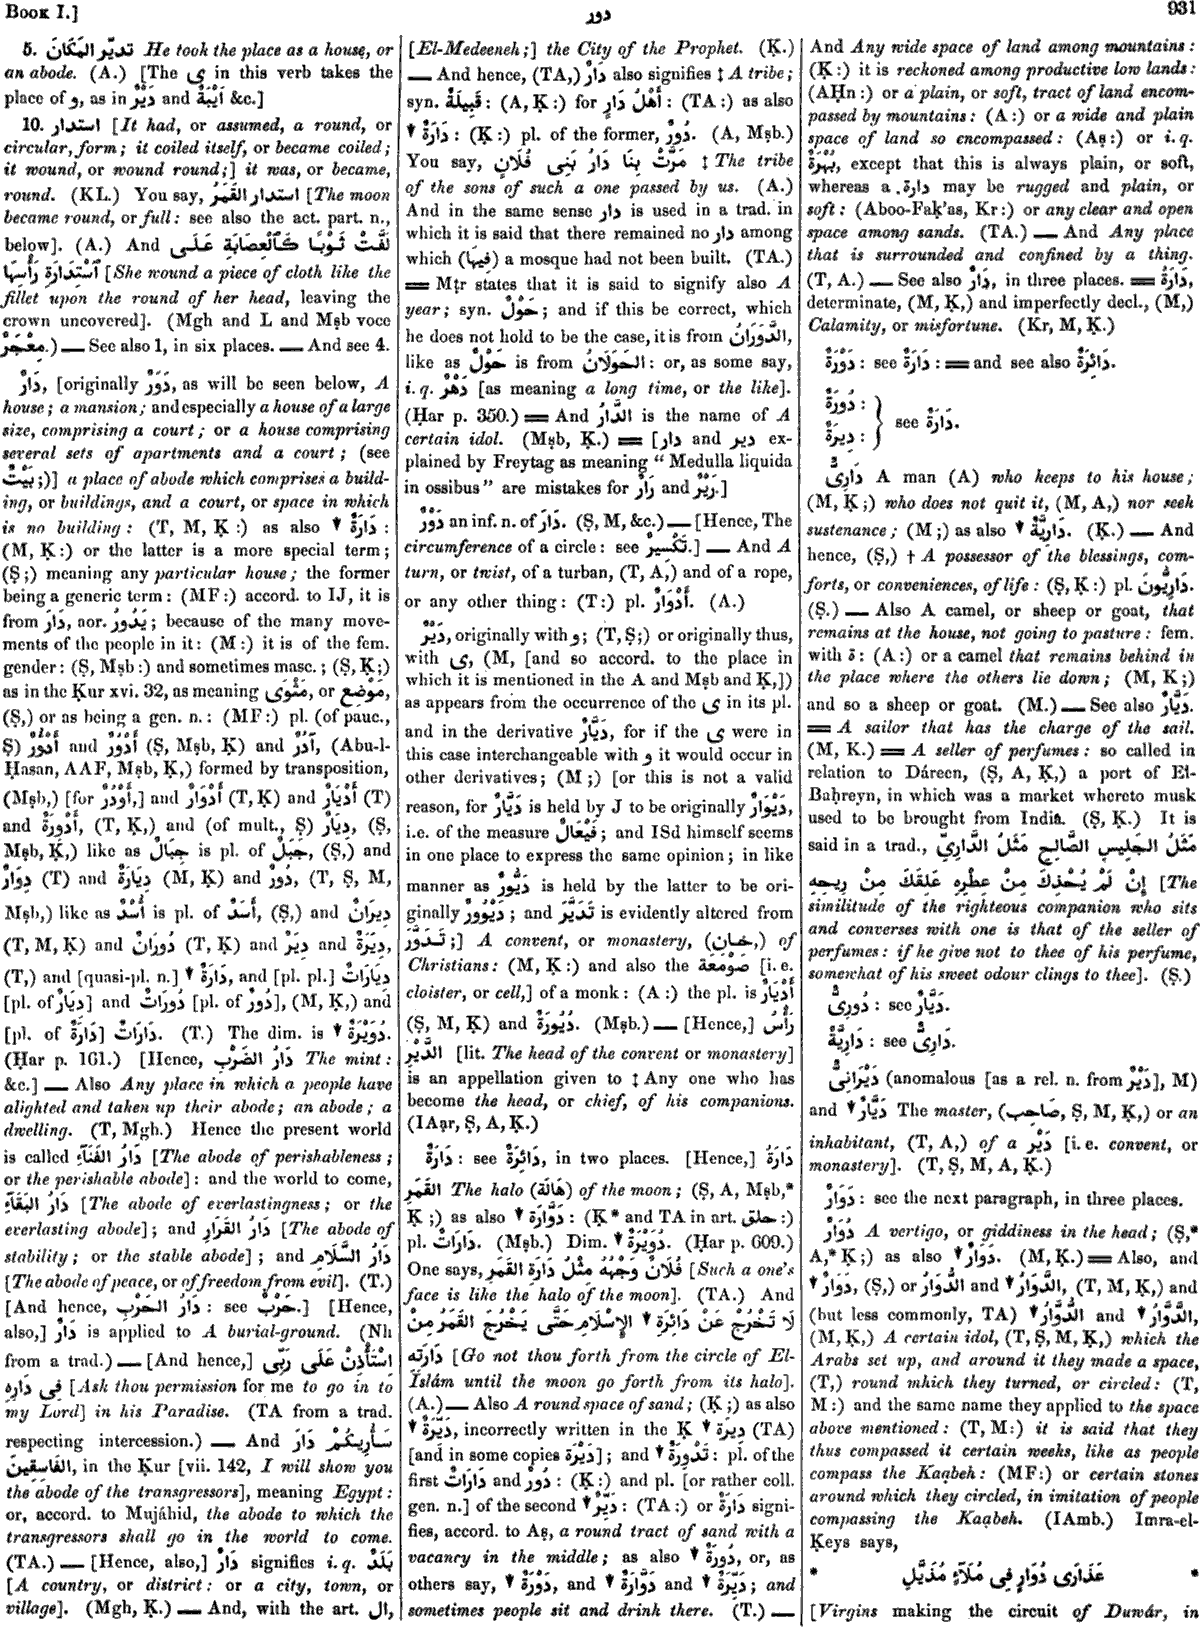 Book I.]
دور
931
5. تديّر المَكَانَ He took the place as a house, or
an abode. (A.) [The ى in this verb takes the
place of و, as in دَيْرٌ and أَيْبَةٌ &c.]
10. استدار [It had, or assumed, a round, or
circular, form; it coiled itself, or became coiled;
it wound, or wound round;] it was, or became,
round. (KL.) You say, استدار القَمَرُ [The moon
became round, or full: see also the act. part. n.,
below]. (A.) And لَفَّتْ ثَوْبًا كَٱلْعِصَابَةِ عَلَى
ٱسْتِدَارَةِ رَأْسِهَا [She wound a piece of cloth like the
fillet upon the round of her head, leaving the
crown uncovered]. (Mgh and L and Mṣb voce
مِعْجَرٌ.) — See also 1, in six places. — And see 4.
دَارٌ, [originally دَوَرٌ, as will be seen below, A
house; a mansion; and especially a house of a large
size, comprising a court; or a house comprising
several sets of apartments and a court; (see
بَيْتٌ;)] a place of abode which comprises a build-
ing, or buildings, and a court, or space in which
is no building: (T, M, Ḳ:) as also ▼ دَارَةٌ:
(M, Ḳ:) or the latter is a more special term;
(Ṣ;) meaning any particular house; the former
being a generic term: (MF:) accord. to IJ, it is
from دَارَ, aor. يَدُورُ; because of the many move-
ments of the people in it: (M:) it is of the fem.
gender: (Ṣ, Mṣb:) and sometimes masc.; (Ṣ, Ḳ;)
as in the Ḳur xvi. 32, as meaning مَثْوًى, or مَوْضِع,
(Ṣ,) or as being a gen. n.: (MF:) pl. (of pauc.,
Ṣ) أَدْؤُرٌ and أَدْوُرٌ (Ṣ, Mṣb, Ḳ) and آدُرٌ, (Abu-l-
Ḥasan, AAF, Mṣb, Ḳ,) formed by transposition,
(Mṣb,) [for أَوْدُرٌ,] and أَدْوَارٌ (T, Ḳ) and أَدْيَارٌ (T)
and أَدْوِرَةٌ, (T, Ḳ,) and (of mult., Ṣ) دِيَارٌ, (Ṣ,
Mṣb, Ḳ,) like as جِبَالٌ is pl. of جَبَلٌ, (Ṣ,) and
دِوَارٌ (T) and دِيَارَةٌ (M, Ḳ) and دُورٌ, (T, Ṣ, M,
Mṣb,) like as أُسْدٌ is pl. of أَسَدٌ, (Ṣ,) and دِيرَانٌ
(T, M, Ḳ) and دُورَانٌ (T, Ḳ) and دِيَرٌ and دِيَرَةٌ,
(T,) and [quasi-pl. n.] ▼ دَارَةٌ, and [pl. pl.] دِيَارَاتٌ
[pl. of دِيَارٌ] and دُورَاتٌ [pl. of دُورٌ], (M, Ḳ,) and
[pl. of دَارَةٌ] دَارَاتٌ. (T.) The dim. is ▼ دُوَيْرَةٌ.
(Ḥar p. 161.) [Hence, دَارُ الضَّرْبِ The mint:
&c.] — Also Any place in which a people have
alighted and taken up their abode; an abode; a
dwelling. (T, Mgh.) Hence the present world
is called دَارُ الفَنَآءِ [The abode of perishableness;
or the perishable abode]: and the world to come,
دَارُ البَقَآءِ [The abode of everlastingness; or the
everlasting abode]; and دَارُ القَرَارِ [The abode of
stability; or the stable abode]; and دَارُ السَّلَامِ
[The abode of peace, or of freedom from evil]. (T.)
[And hence, دَارُ الحَرْبِ: see حَرْبٌ.] [Hence,
also,] دَارٌ is applied to A burial-ground. (Nh
from a trad.) — [And hence,] اسْتَأْذِنْ عَلَى رَبِّى
فِى دَارِهِ [Ask thou permission for me to go in to
my Lord] in his Paradise. (TA from a trad.
respecting intercession.) — And سَأُرِيكُمْ دَارَ
الفَاسِقِينَ, in the Ḳur [vii. 142, I will show you
the abode of the transgressors], meaning Egypt:
or, accord. to Mujáhid, the abode to which the
transgressors shall go in the world to come.
(TA.) — [Hence, also,] دَارٌ signifies i. q. بَلَدٌ
[A country, or district: or a city, town, or
village]. (Mgh, Ḳ.) — And, with the art. ال,
[El-Medeeneh;] the City of the Prophet. (Ḳ.)
— And hence, (TA,) دَارٌ also signifies ‡ A tribe;
syn. قَبِيلَةٌ: (A, Ḳ:) for أَهْلُ دَارٍ: (TA:) as also
▼ دَارَةٌ: (Ḳ:) pl. of the former, دُورٌ. (A, Mṣb.)
You say, مَرَّتْ بِنَا دَارُ بَنِى فُلَانٍ ‡ The tribe
of the sons of such a one passed by us. (A.)
And in the same sense دار is used in a trad. in
which it is said that there remained no دار among
which (فِيهَا) a mosque had not been built. (TA.)
═ Mṭr states that it is said to signify also A
year; syn. حَوْلٌ; and if this be correct, which
he does not hold to be the case, it is from الدَّوَرَانُ,
like as حَوْلٌ is from الحَوَلَانُ: or, as some say,
i. q. دَهْرٌ [as meaning a long time, or the like].
(Ḥar p. 350.) ═ And الدَّارُ is the name of A
certain idol. (Mṣb, Ḳ.) ═ [دار and دير ex-
plained by Freytag as meaning “Medulla liquida
in ossibus” are mistakes for رَارٌ and رَيْرٌ.]
دَوْرٌ an inf. n. of دَارَ. (Ṣ, M, &c.) — [Hence, The
circumference of a circle: see تَكْسِيرٌ.] — And A
turn, or twist, of a turban, (T, A,) and of a rope,
or any other thing: (T:) pl. أَدْوَارٌ. (A.)
دَيْرٌ, originally with و; (T, Ṣ;) or originally thus,
with ى, (M, [and so accord. to the place in
which it is mentioned in the A and Mṣb and Ḳ,])
as appears from the occurrence of the ى in its pl.
and in the derivative دَيَّارٌ, for if the ى were in
this case interchangeable with و it would occur in
other derivatives; (M;) [or this is not a valid
reason, for دَيَّارٌ is held by J to be originally دَيْوَارٌ,
i.e. of the measure فَيْعَالٌ; and ISd himself seems
in one place to express the same opinion; in like
manner as دَيُّورٌ is held by the latter to be ori-
ginally دَيْوُورٌ; and تَدَيَّرَ is evidently altered from
تَدَوَّرَ;] A convent, or monastery, (خَان,) of
Christians: (M, Ḳ:) and also the صَوْمَعَة [i. e.
cloister, or cell,] of a monk: (A:) the pl. is أَدْيَارٌ
(Ṣ, M, Ḳ) and دُيُورَةٌ. (Mṣb.) — [Hence,] رَأْسُ
الدَّيْرِ [lit. The head of the convent or monastery]
is an appellation given to ‡ Any one who has
become the head, or chief, of his companions.
(IAạr, Ṣ, A, Ḳ.)
دَارَةٌ: see دَائِرَةٌ, in two places. [Hence,] دَارَةُ
القَمَرِ The halo (هَالَة) of the moon; (Ṣ, A, Mṣb,*
Ḳ;) as also ▼ دَوَّارَة: (Ḳ* and TA in art. حلق:)
pl. دَارَاتٌ. (Mṣb.) Dim. ▼ دُوَيْرَةٌ. (Ḥar p. 609.)
One says, فُلَانٌ وَجْهُهُ مِثْلُ دَارَةِ القَمَرِ [Such a one's
face is like the halo of the moon]. (TA.) And
لَا تَخْرُجْ عَنْ دَائِرَةِ ▼ الإِسْلَامِ حَتَّى يَخْرُجَ القَمَرُ مِنْ
دَارَتِهِ [Go not thou forth from the circle of El-
Islám until the moon go forth from its halo].
(A.) — Also A round space of sand; (Ḳ;) as also
▼ دَيِّرَةٌ, incorrectly written in the Ḳ ▼ دِيرَة (TA)
[and in some copies دَيْرَة]; and ▼ تَدْوِرَةٌ: pl. of the
first دَارَاتٌ and دُورٌ: (Ḳ:) and pl. [or rather coll.
gen. n.] of the second ▼ دَيِّرٌ: (TA:) or دَارَةٌ signi-
fies, accord. to Aṣ, a round tract of sand with a
vacancy in the middle; as also ▼ دُورَةٌ, or, as
others say, ▼ دَوْرَةٌ, and ▼ دَوَّارَةٌ and ▼ دَيِّرَةٌ; and
sometimes people sit and drink there. (T.) —
And Any wide space of land among mountains:
(Ḳ:) it is reckoned among productive low lands:
(AḤn:) or a plain, or soft, tract of land encom-
passed by mountains: (A:) or a wide and plain
space of land so encompassed: (Aṣ:) or i. q.
بُهْرَةٌ, except that this is always plain, or soft,
whereas a دارة may be rugged and plain, or
soft: (Aboo-Faḳ'as, Kr:) or any clear and open
space among sands. (TA.) — And Any place
that is surrounded and confined by a thing.
(T, A.) — See also دَارٌ, in three places. ═ دَارَةُ,
determinate, (M, Ḳ,) and imperfectly decl., (M,)
Calamity, or misfortune. (Kr, M, Ḳ.)
دَوْرَةٌ: see دَارَةٌ: ═ and see also دَائِرَةٌ.
دُورَةٌ:
دِيرَةٌ: } see دَارَةٌ.
دَارِىٌّ A man (A) who keeps to his house;
(M, Ḳ;) who does not quit it, (M, A,) nor seek
sustenance; (M;) as also ▼ دَارِيَّةٌ. (Ḳ.) — And
hence, (Ṣ,) † A possessor of the blessings, com-
forts, or conveniences, of life: (Ṣ, Ḳ:) pl. دَارِيُّونَ.
(Ṣ.) — Also A camel, or sheep or goat, that
remains at the house, not going to pasture: fem.
with ة: (A:) or a camel that remains behind in
the place where the others lie down; (M, K;)
and so a sheep or goat. (M.) — See also دَيَّارٌ.
═ A sailor that has the charge of the sail.
(M, K.) ═ A seller of perfumes: so called in
relation to Dáreen, (Ṣ, A, Ḳ,) a port of El-
Baḥreyn, in which was a market whereto musk
used to be brought from India. (Ṣ, K.) It is
said in a trad., مَثَلُ الجَلِيسِ الصَّالِحِ مَثَلُ الدَّارِىِّ
إِنْ لَمْ يُحْذِكَ مِنْ عِطْرِهِ عَلِقَكَ مِنْ رِيحِهِ [The
similitude of the righteous companion who sits
and converses with one is that of the seller of
perfumes: if he give not to thee of his perfume,
somewhat of his sweet odour clings to thee]. (Ṣ.)
دُورِىٌّ: see دَيَّارٌ.
دَارِيَّةٌ: see دَارِىٌّ.
دَيْرَانِىٌّ (anomalous [as a rel. n. from دَيْرٌ], M)
and ▼ دَيَّارٌ The master, (صَاحِب, Ṣ, M, Ḳ,) or an
inhabitant, (T, A,) of a دَيْر [i. e. convent, or
monastery]. (T, Ṣ, M, A, Ḳ.)
دَوَارٌ: see the next paragraph, in three places.
دُوَارٌ A vertigo, or giddiness in the head; (Ṣ,*
A,* Ḳ;) as also ▼ دَوَارٌ. (M, Ḳ.) ═ Also, and
▼ دَوَارٌ, (Ṣ,) or الدُّوَارُ and ▼ الدَّوَارُ, (T, M, Ḳ,) and
(but less commonly, TA) ▼ الدُّوَّارُ and ▼ الدَّوَّارُ,
(M, Ḳ,) A certain idol, (T, Ṣ, M, Ḳ,) which the
Arabs set up, and around it they made a space,
(T,) round which they turned, or circled: (T,
M:) and the same name they applied to the space
above mentioned: (T, M:) it is said that they
thus compassed it certain weeks, like as people
compass the Kaạbeh: (MF:) or certain stones
around which they circled, in imitation of people
compassing the Kaạbeh. (IAmb.) Imra-el-
Ḳeys says,
* عَذَارَى دُوَارٍ فِى مُلَآءٍ مُذَيَّلِ *
[Virgins making the circuit of Duwár, in